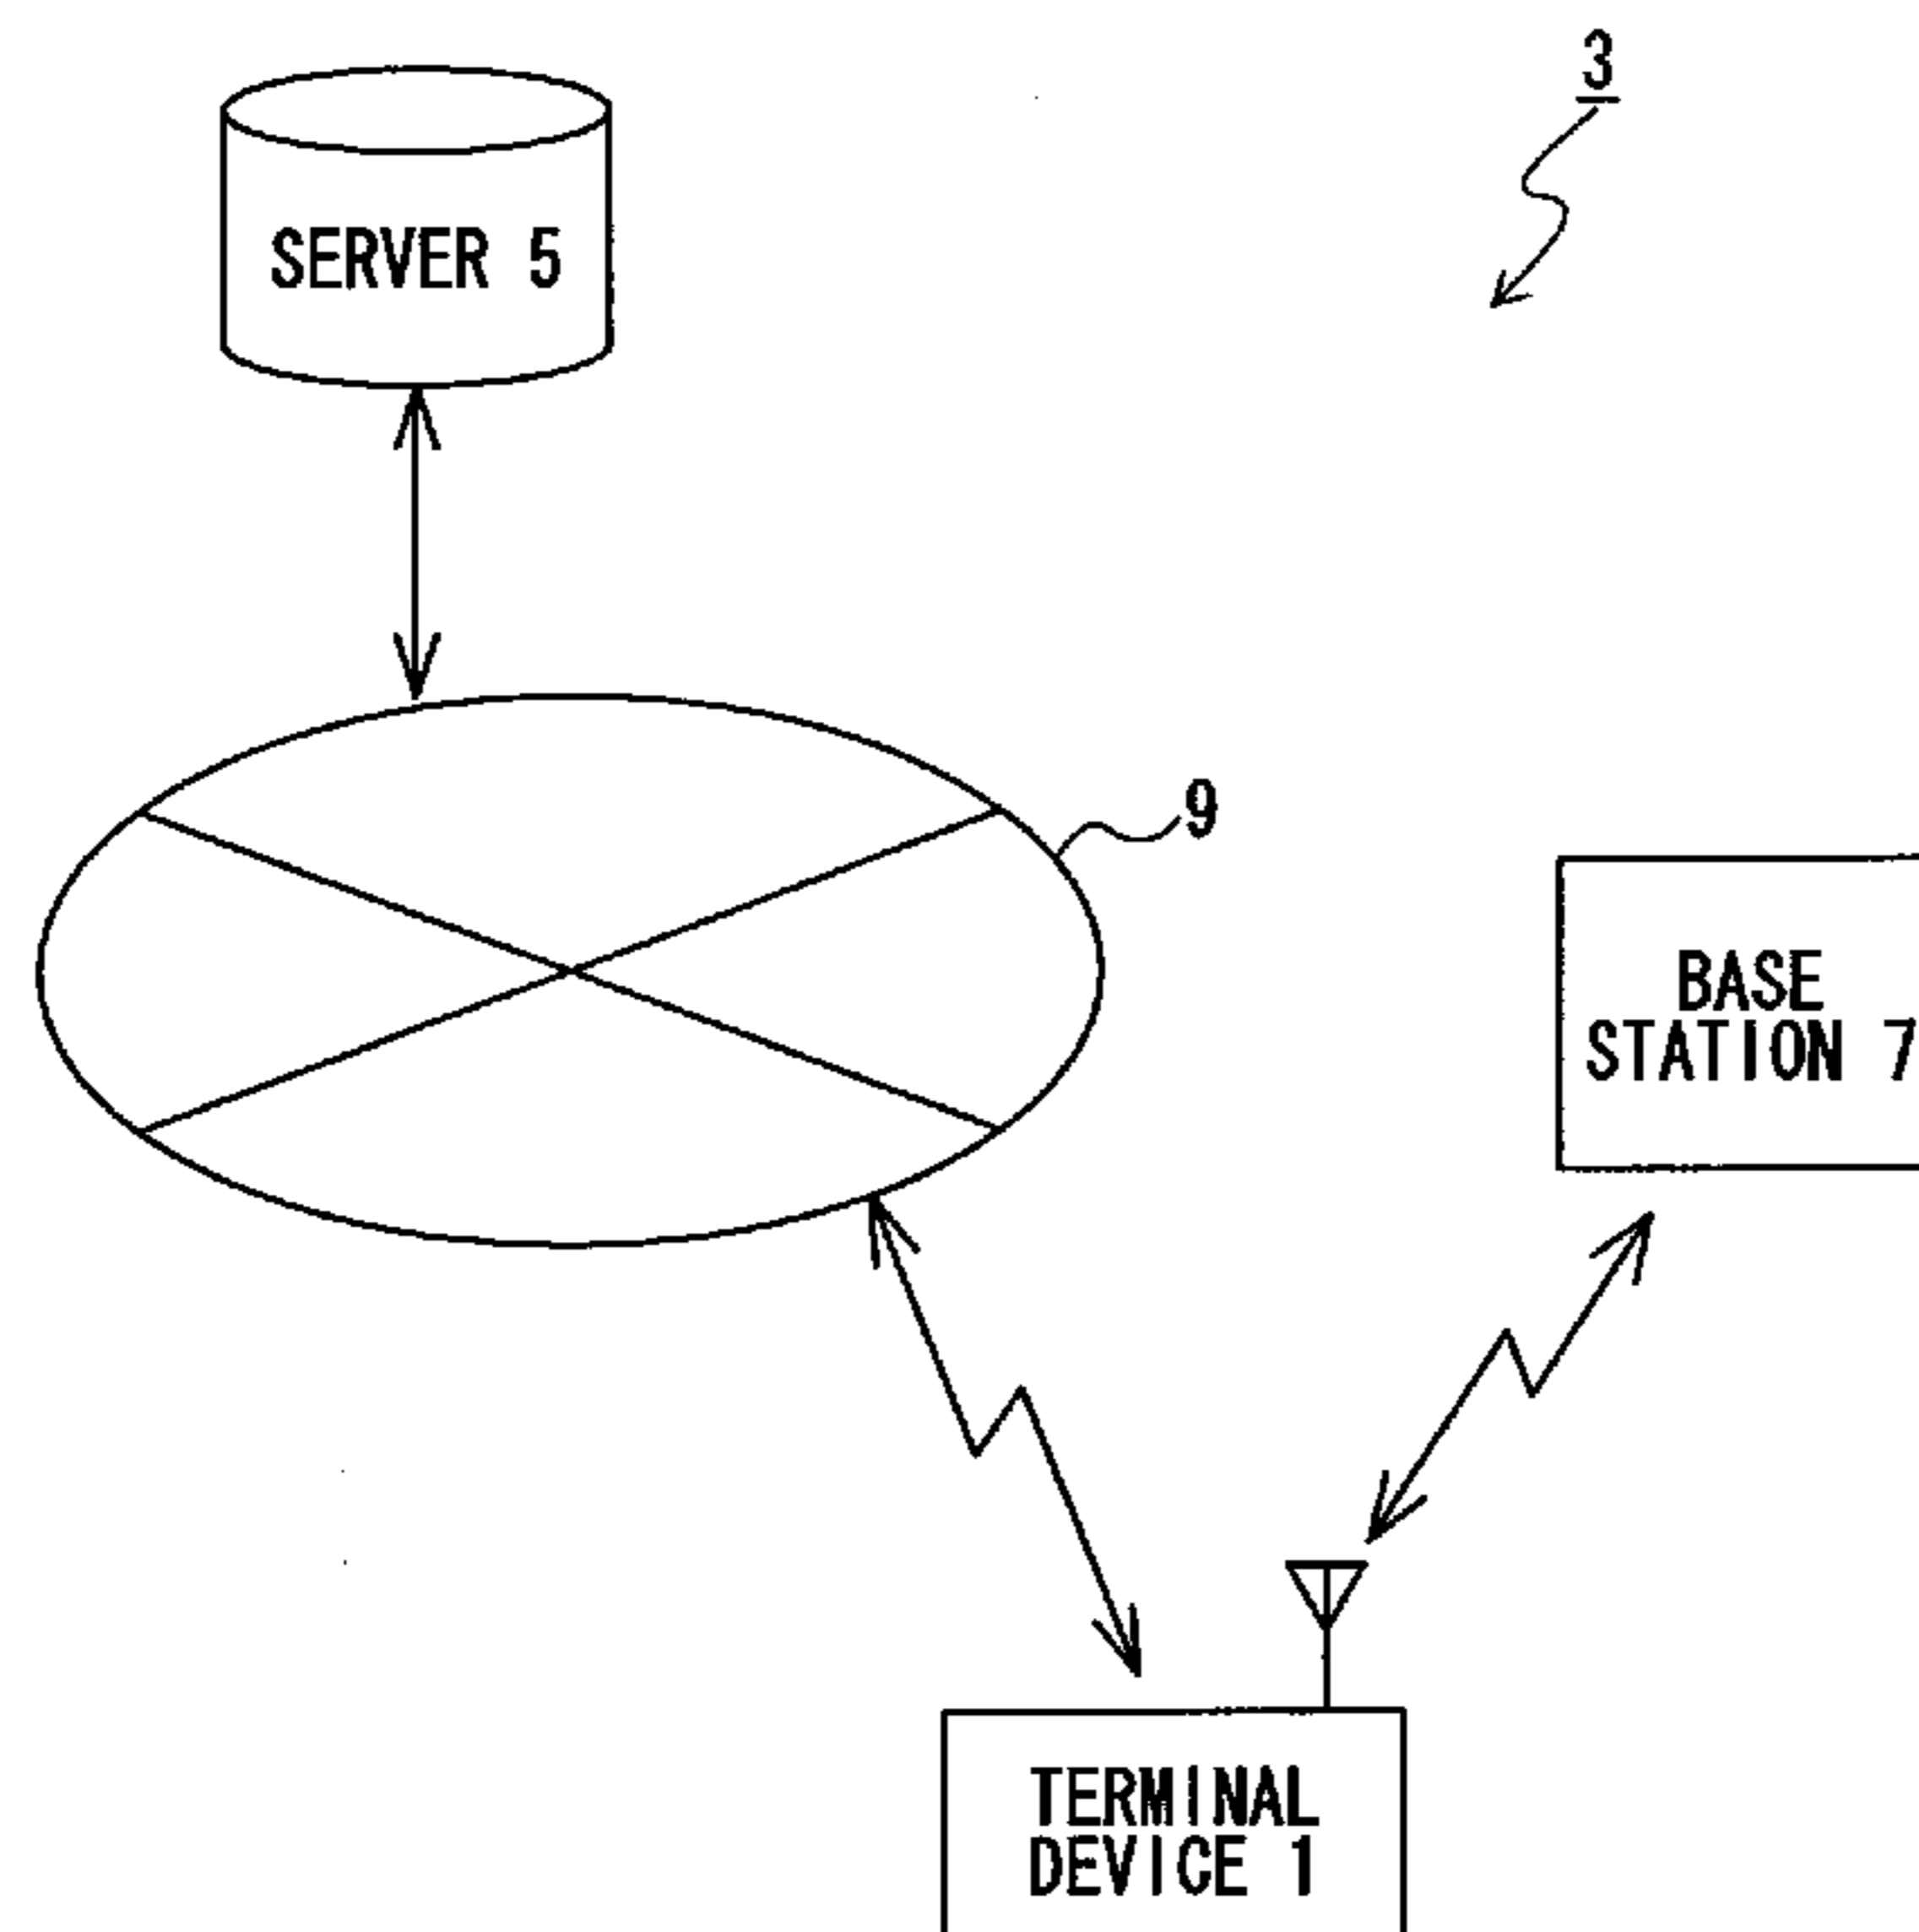 3
SERVER 5
9
BASE
STATION 7
TERMINAL
DEVICE 1